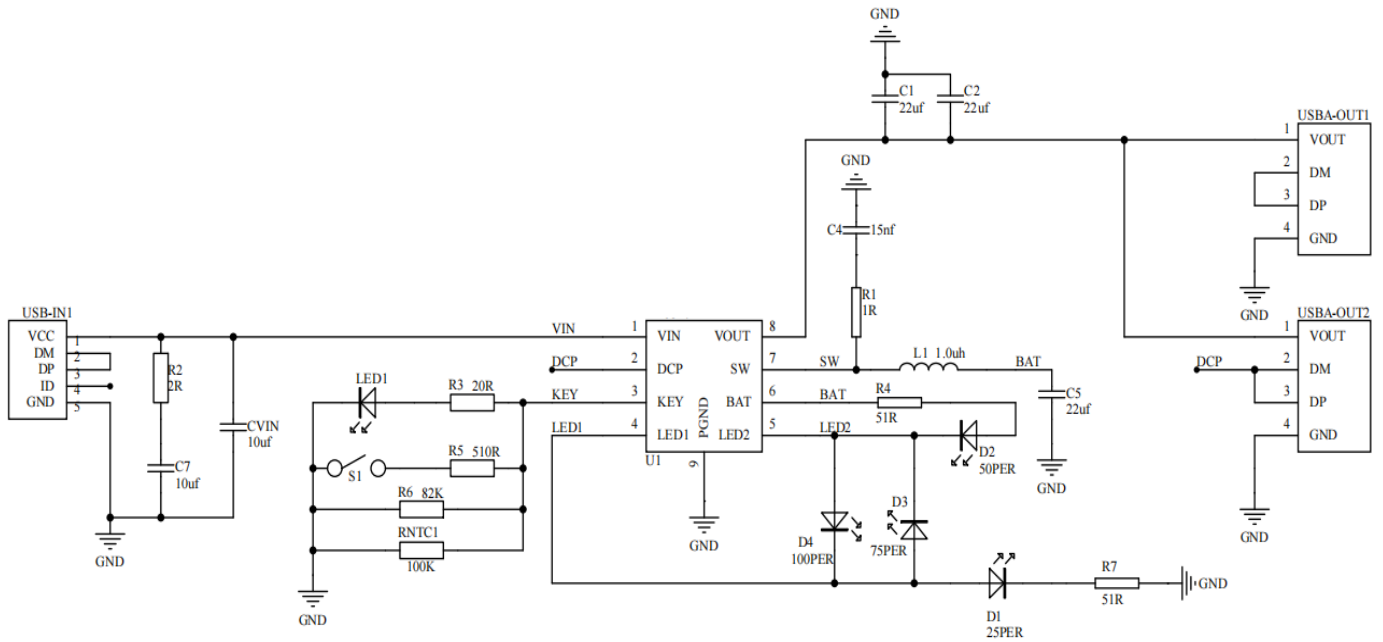 GND
C1
22uf
C2
22uf
USBA-OUT1
1 VOUT
2 DM
3 DP
4 GND
GND
GND
C4 15nf
R1
1R
USB-IN1
VCC 1
DM 2
DP 3
ID 4
GND 5
R2
2R
CVIN
10uf
C7
10uf
GND
VIN 1 VIN
DCP 2 DCP
KEY 3 KEY
LED1 4 LED1
VOUT 8
SW 7 SW
BAT 6 BAT
LED2 5 LED2
PGND
9
U1
GND
LED1
R3 20R
S1
R5 510R
R6 82K
RNTC1
100K
GND
L1 1.0uh
BAT
C5
22uf
GND
R4
51R
D2
50PER
D3
75PER
D4
100PER
D1
25PER
R7
51R
GND
USBA-OUT2
1 VOUT
DCP 2 DM
3 DP
4 GND
GND